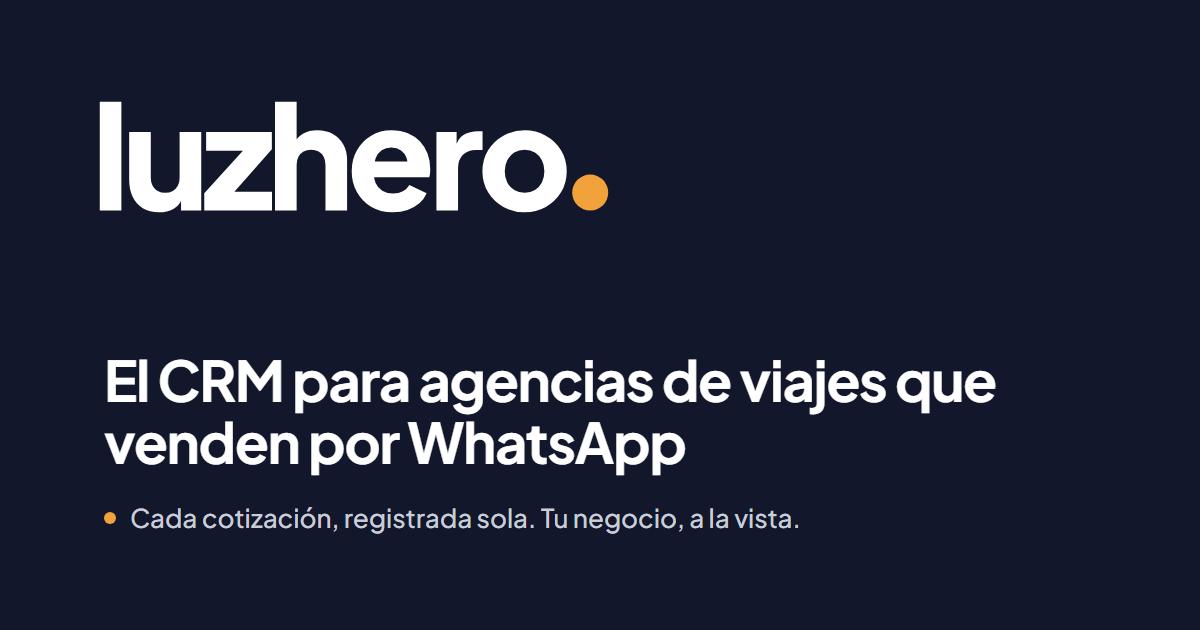 luzhero.
El CRM para agencias de viajes que
venden por WhatsApp
Cada cotización, registrada sola. Tu negocio, a la vista.